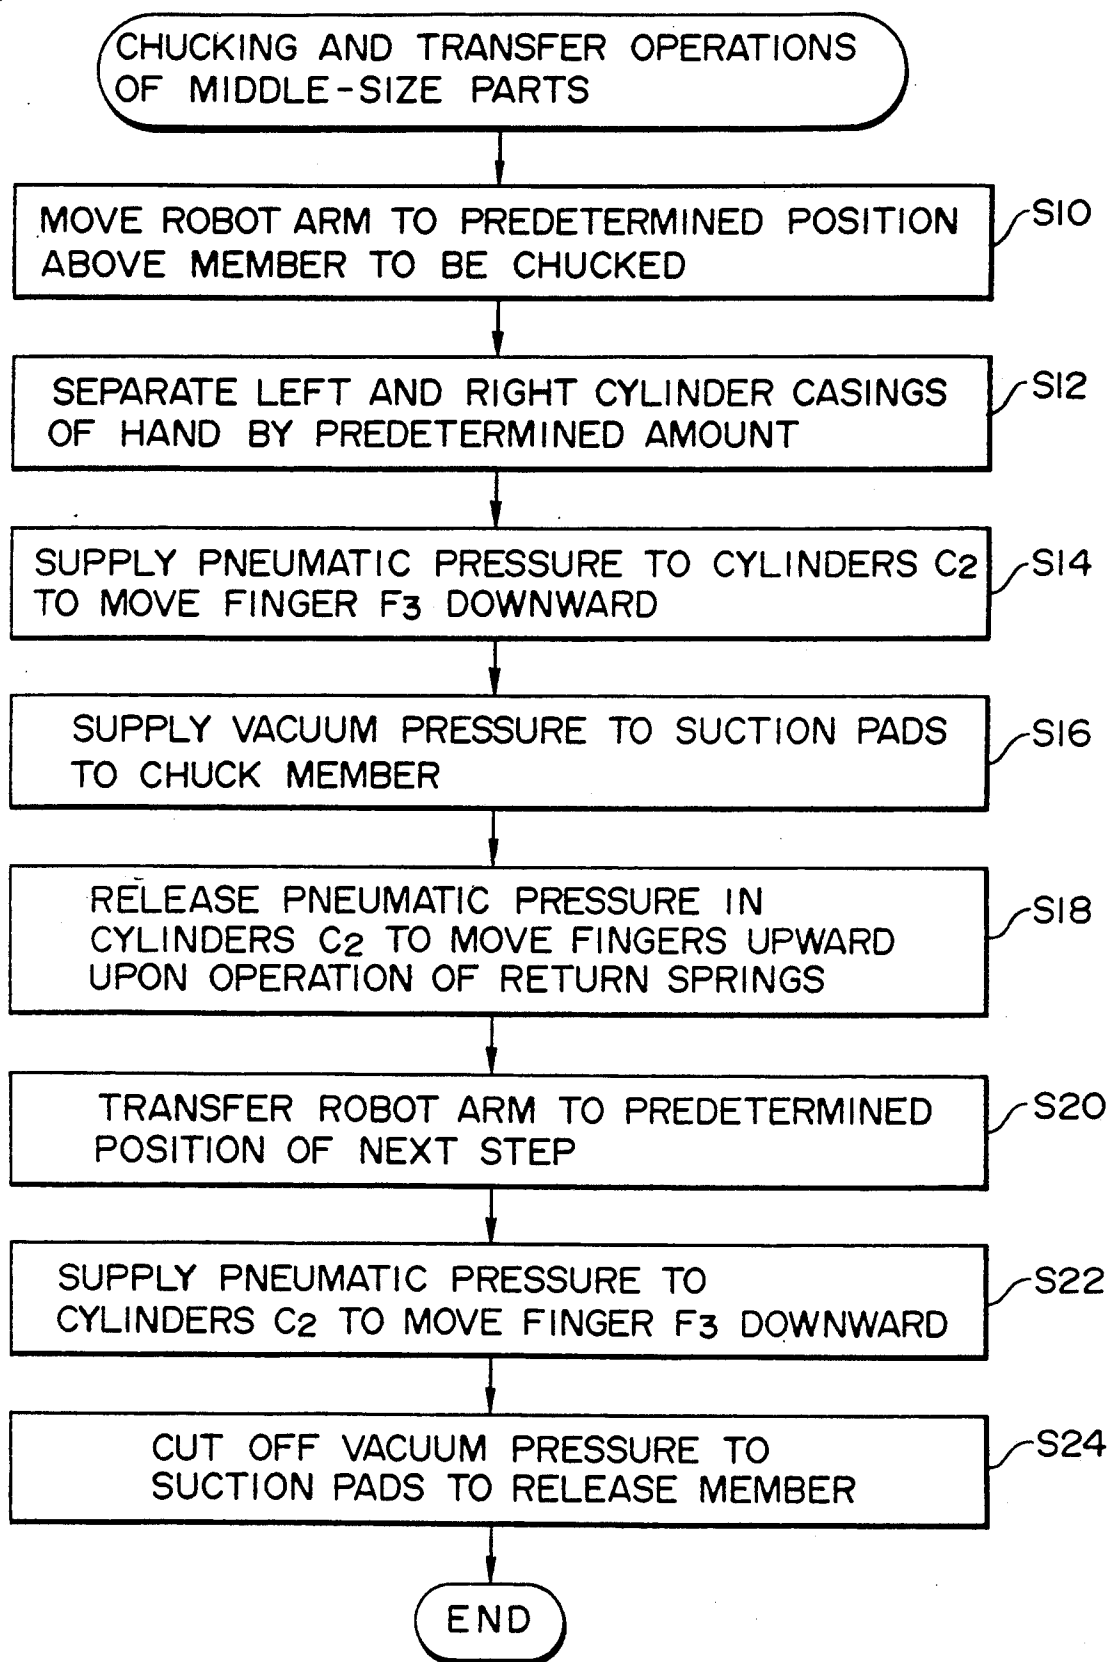 CHUCKING AND TRANSFER OPERATIONS
OF MIDDLE-SIZE PARTS
MOVE ROBOT ARM TO PREDETERMINED POSITION
ABOVE MEMBER TO BE CHUCKED
S10
SEPARATE LEFT AND RIGHT CYLINDER CASINGS
OF HAND BY PREDETERMINED AMOUNT
S12
SUPPLY PNEUMATIC PRESSURE TO CYLINDERS C2
TO MOVE FINGER F3 DOWNWARD
S14
SUPPLY VACUUM PRESSURE TO SUCTION PADS
TO CHUCK MEMBER
S16
RELEASE PNEUMATIC PRESSURE IN
CYLINDERS C2 TO MOVE FINGERS UPWARD
UPON OPERATION OF RETURN SPRINGS
S18
TRANSFER ROBOT ARM TO PREDETERMINED
POSITION OF NEXT STEP
S20
SUPPLY PNEUMATIC PRESSURE TO
CYLINDERS C2 TO MOVE FINGER F3 DOWNWARD
S22
CUT OFF VACUUM PRESSURE TO
SUCTION PADS TO RELEASE MEMBER
S24
END